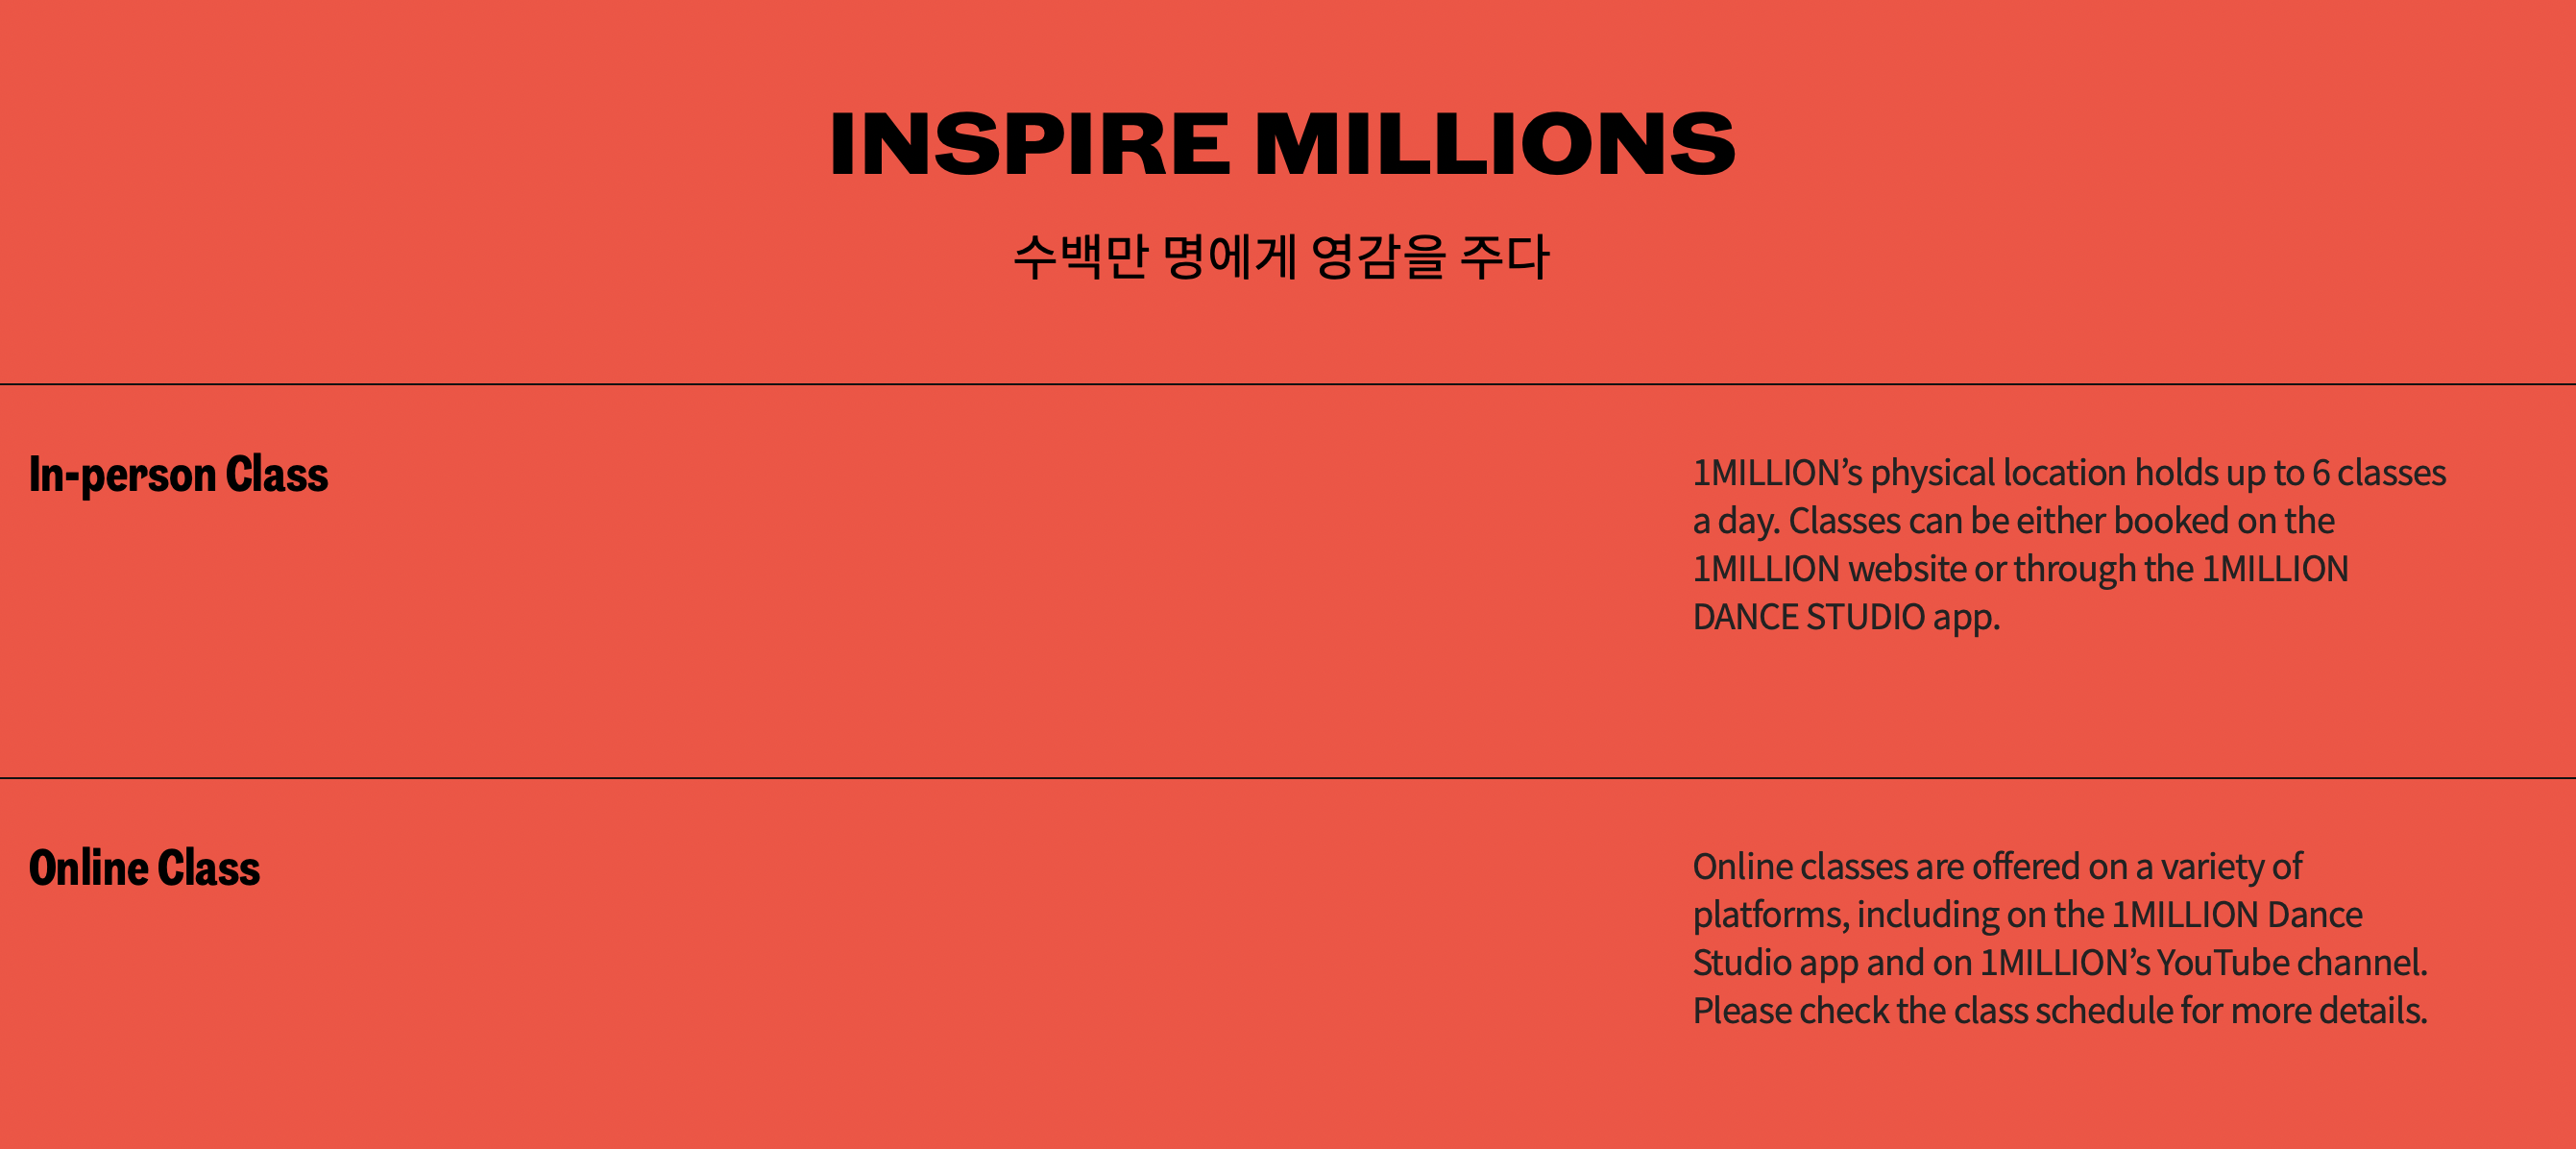 INSPIRE MILLIONS
수백만 명에게 영감을 주다
In-person Class
1MILLION’s physical location holds up to 6 classes
a day. Classes can be either booked on the
1MILLION website or through the 1MILLION
DANCE STUDIO app.
Online Class
Online classes are offered on a variety of
platforms, including on the 1MILLION Dance
Studio app and on 1MILLION’s YouTube channel.
Please check the class schedule for more details.